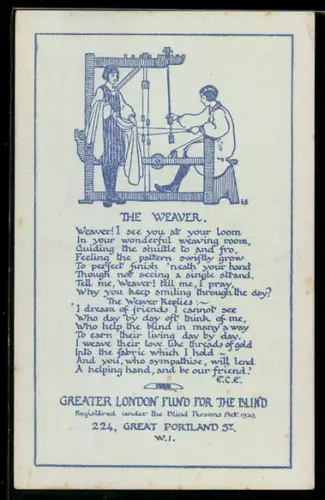 THE WEAVER.
Weaver! I see you at your loom
In your wonderful weaving room,
Guiding the shuttle to and fro,
Feeling the pattern swiftly grow
To perfect finish 'neath your hand
Though not seeing a single strand.
Tell me, Weaver! tell me, I pray,
Why you keep smiling through the day?
The Weaver Replies:~
'I dream of friends I cannot see
Who day by day oft think of me,
Who help the blind in many a way
To earn their living day by day.
I weave their love like threads of gold
Into the fabric which I hold ~
And you, who sympathise, will lend
A helping hand, and be our friend.'
E.C.E.
GREATER LONDON FUND FOR THE BLIND
Registered under the Blind Persons Act. 1920.
224, GREAT PORTLAND ST.
W.1.